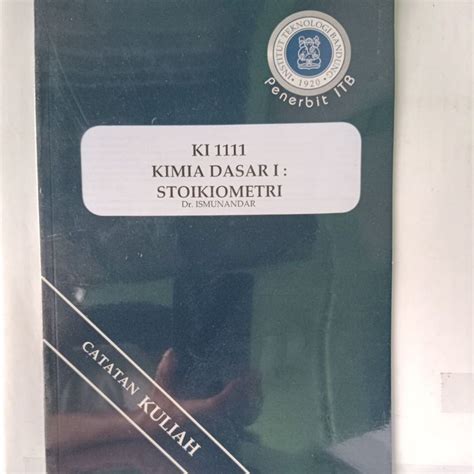 INSTITUT TEKNOLOGI BANDUNG
1920
Penerbit ITB
KI 1111
KIMIA DASAR I :
STOIKIOMETRI
Dr. ISMUNANDAR
CATATAN KULIAH